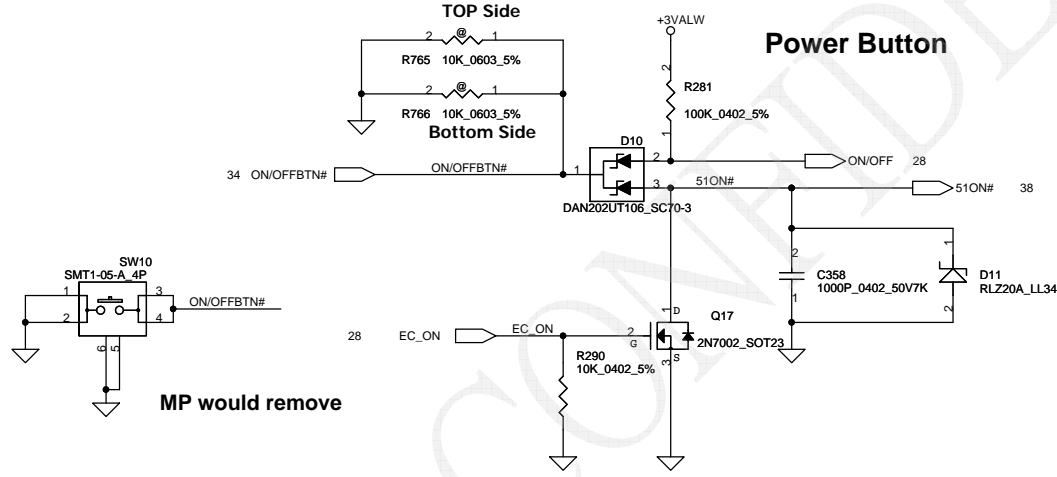 TOP Side
2 @ 1
R765 10K_0603_5%
2 @ 1
R766 10K_0603_5%
Bottom Side
+3VALW
Power Button
2
R281
100K_0402_5%
1
D10
34 ON/OFFBTN# ON/OFFBTN# 1
2
ON/OFF 28
3 51ON#
51ON# 38
DAN202UT106_SC70-3
SW10
SMT1-05-A_4P
1 3
2 4
ON/OFFBTN#
6 5
MP would remove
2
C358
1000P_0402_50V7K
1
1
D11
RLZ20A_LL34
2
28 EC_ON EC_ON 2
G
1 D
Q17
2N7002_SOT23
3 S
R290
10K_0402_5%
CONFID